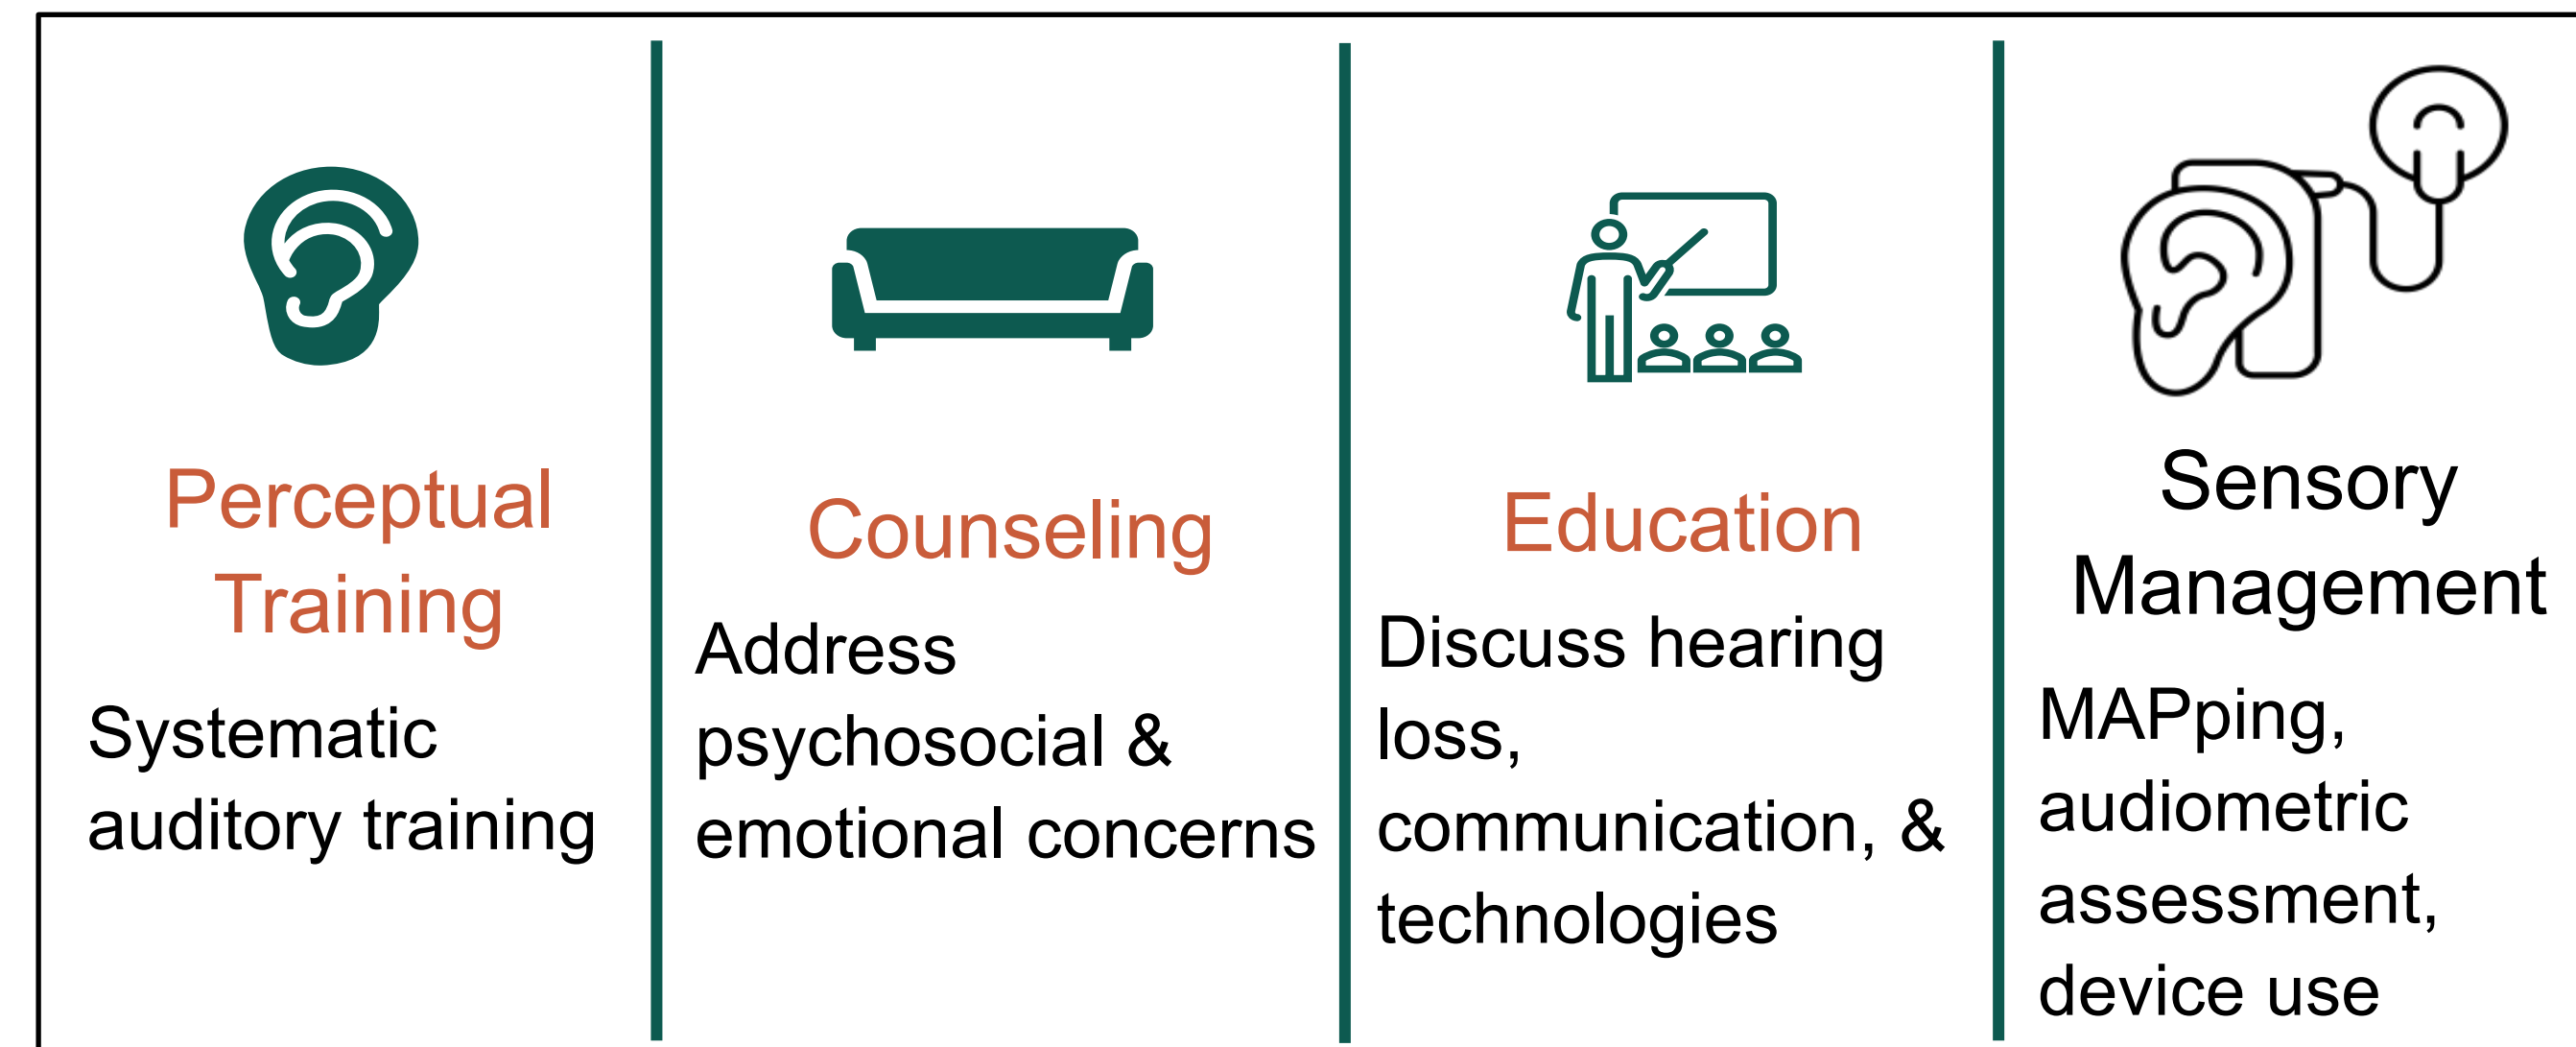 Perceptual
Training
Systematic
auditory training
Counseling
Address
psychosocial &
emotional concerns
Education
Discuss hearing
loss,
communication, &
technologies
Sensory
Management
MAPping,
audiometric
assessment,
device use